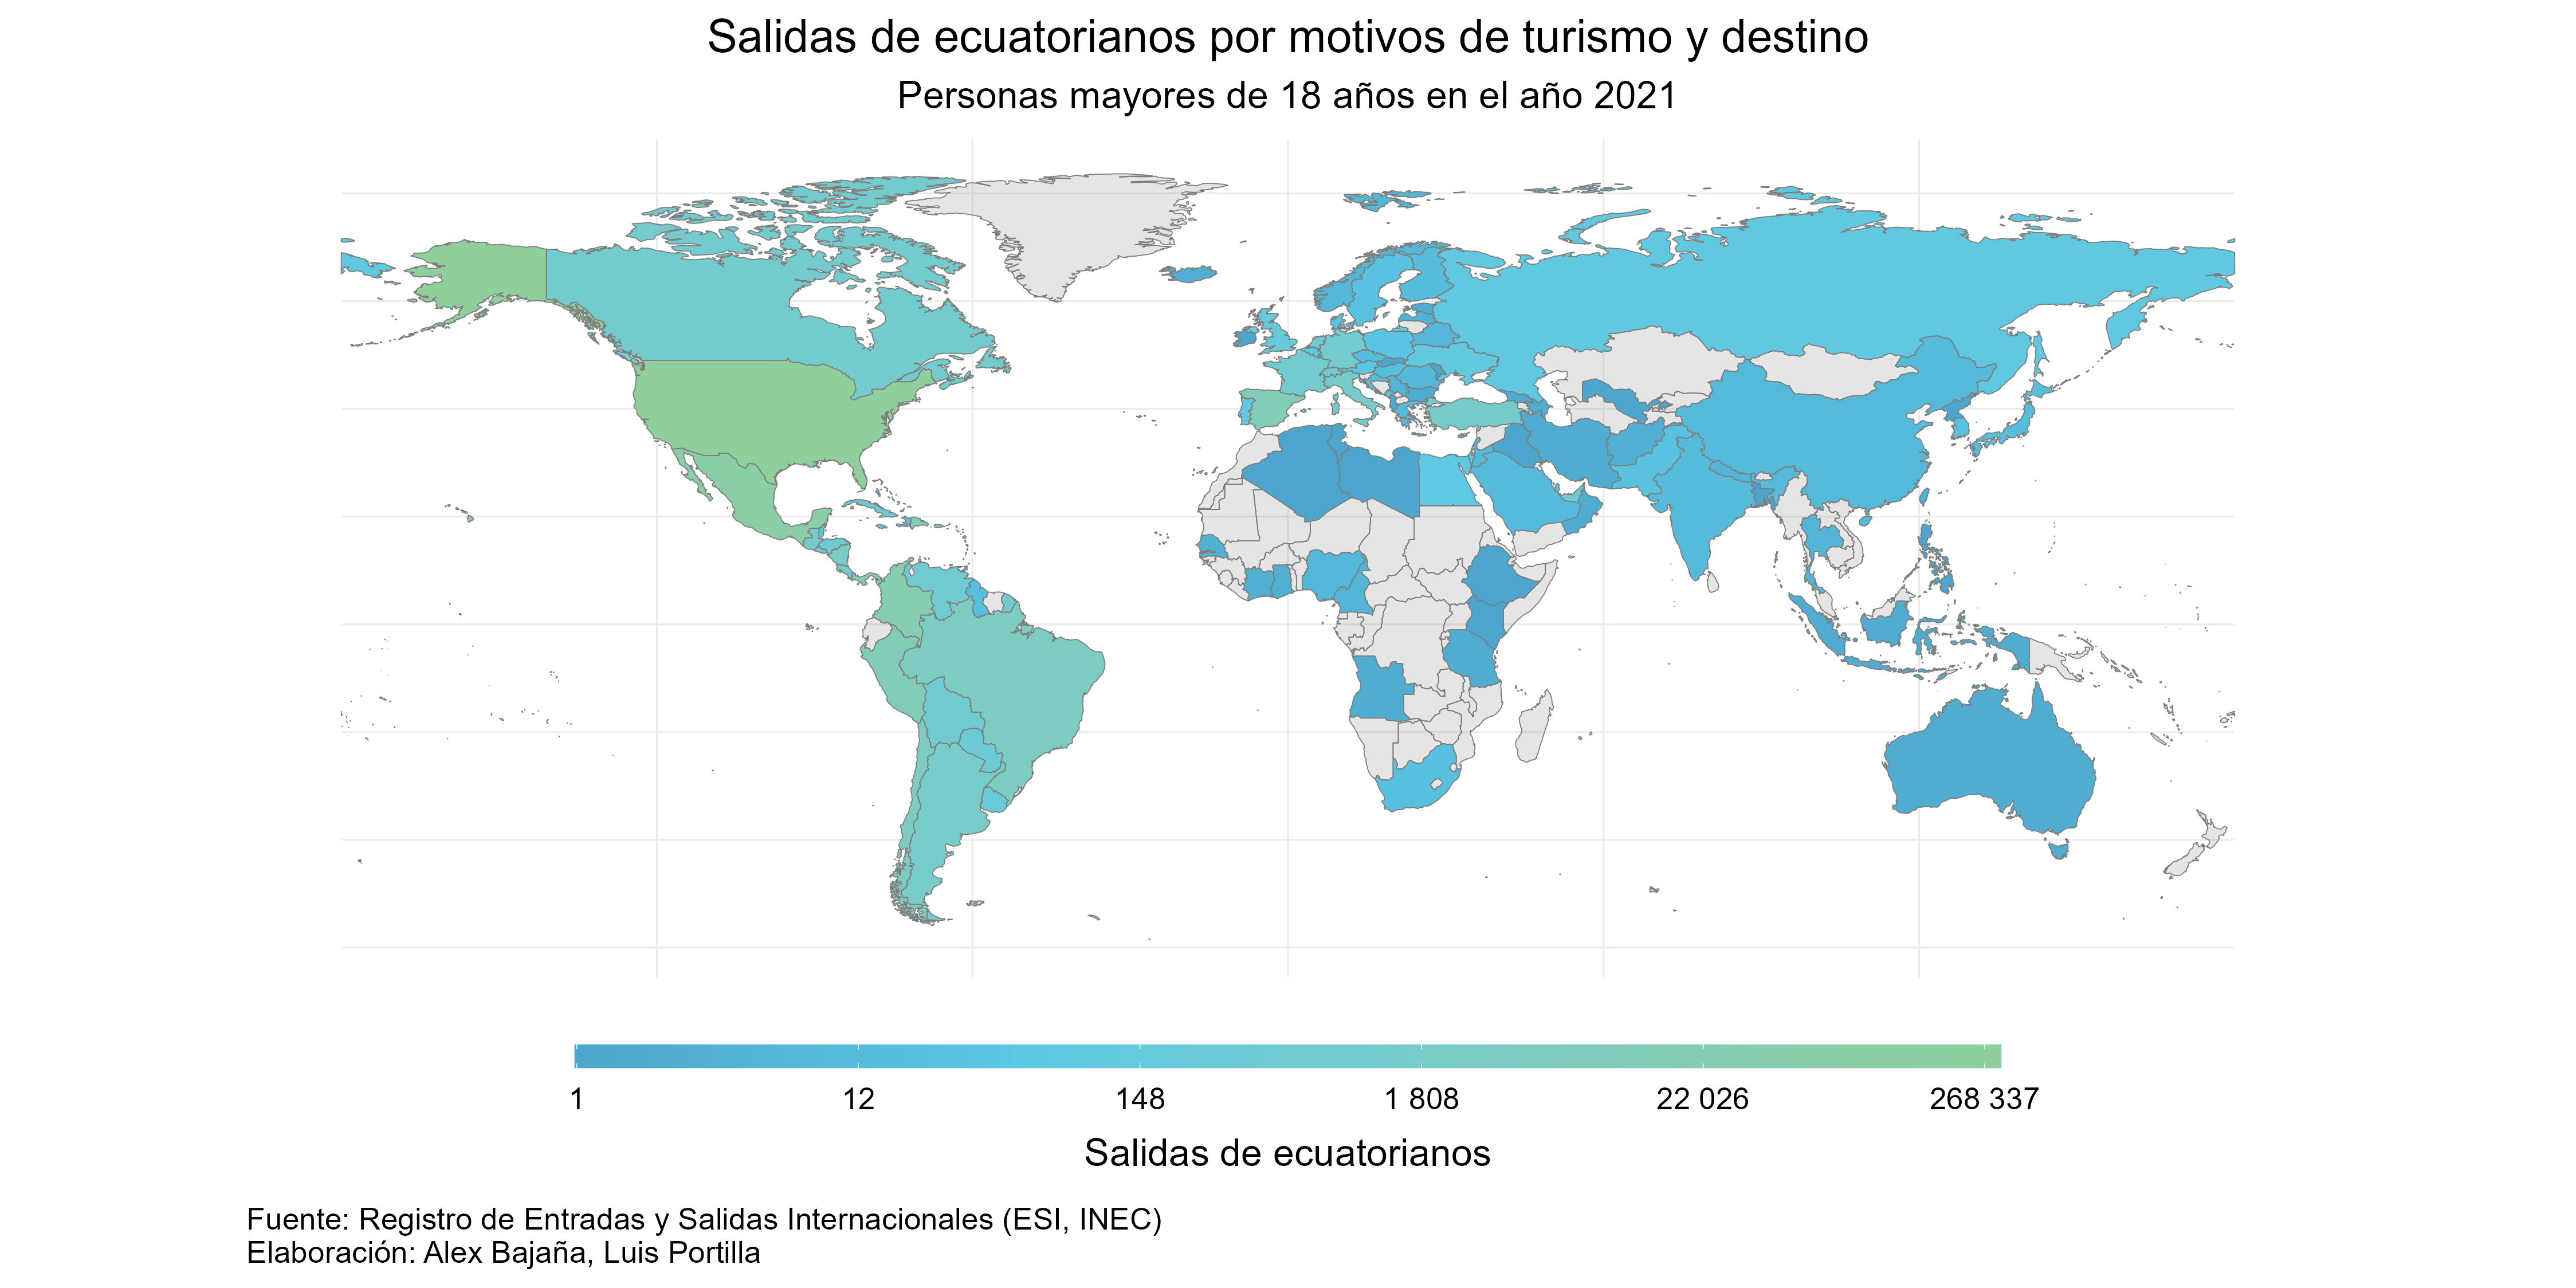 Salidas de ecuatorianos por motivos de turismo y destino
Personas mayores de 18 años en el año 2021
1 12 148 1 808 22 026 268 337
Salidas de ecuatorianos
Fuente: Registro de Entradas y Salidas Internacionales (ESI, INEC)
Elaboración: Alex Bajaña, Luis Portilla